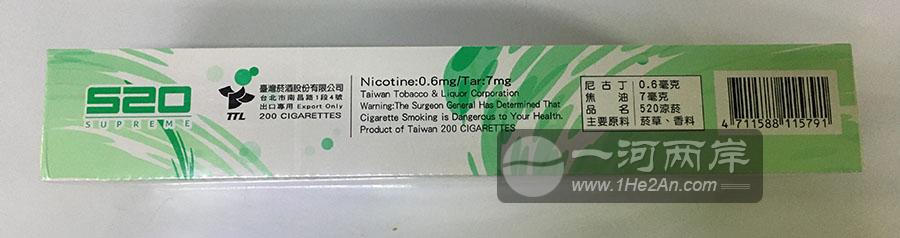 520
SUPREME
TTL
臺灣菸酒股份有限公司
台北市南昌路1段4號
出口專用 Export Only
200 CIGARETTES
Nicotine:0.6mg/Tar:7mg
Taiwan Tobacco & Liquor Corporation
Warning:The Surgeon General Has Determined That
Cigarette Smoking is Dangerous to Your Health.
Product of Taiwan 200 CIGARETTES
尼古丁 0.6毫克
焦油 7毫克
品名 520涼菸
主要原料 菸草、香料
4 711588 115791
一河两岸
www.1He2An.com